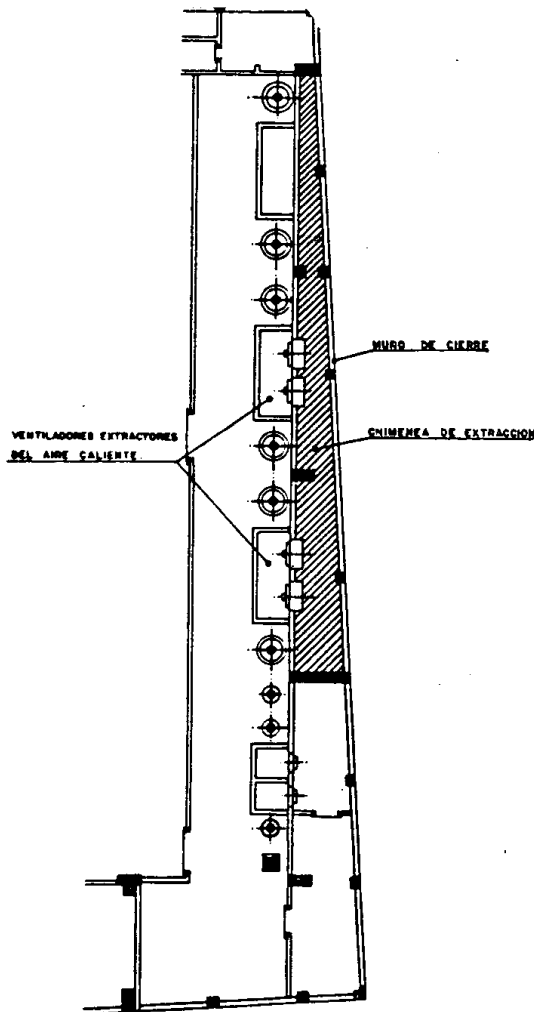 MURO DE CIERRE
CHIMENEA DE EXTRACCION
VENTILADORES EXTRACTORES
DEL AIRE CALIENTE